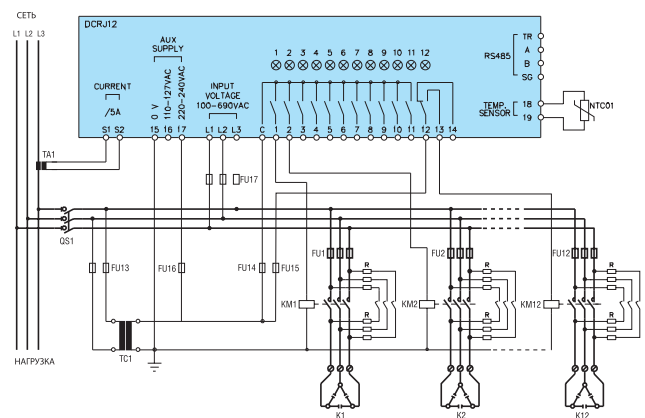 СЕТЬ
L1 L2 L3
DCRJ12
AUX
SUPPLY
1 2 3 4 5 6 7 8 9 10 11 12
TR
A
RS485
B
SG
CURRENT
/5A
0 V
110-127VAC
220-240VAC
INPUT
VOLTAGE
100-690VAC
TEMP.
SENSOR
18
19
NTC01
S1 S2
15 16 17
L1 L2 L3
C 1 2 3 4 5 6 7 8 9 10 11 12 13 14
TA1
FU17
QS1
FU13 FU16 FU14 FU15
FU1 FU2 FU12
R R R
KM1 KM2 KM12
R R R
TC1
НАГРУЗКА
K1 K2 K12